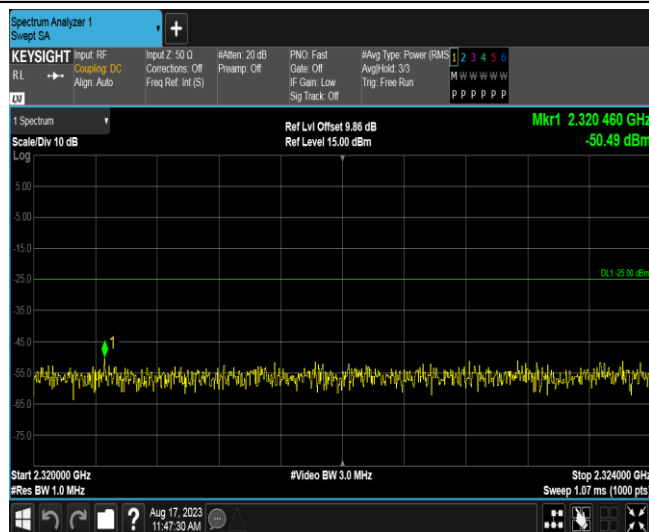 Spectrum Analyzer 1
Swept SA
KEYSIGHT
RL
LXI
Input: RF
Coupling: DC
Align: Auto
Input Z: 50 Ω
Corrections: Off
Freq Ref: Int (S)
#Atten: 20 dB
Preamp: Off
PNO: Fast
Gate: Off
IF Gain: Low
Sig Track: Off
#Avg Type: Power (RMS
Avg|Hold: 3/3
Trig: Free Run
1 2 3 4 5 6
M W W W W W
P P P P P P
1 Spectrum
Scale/Div 10 dB
Log
Ref Lvl Offset 9.86 dB
Ref Level 15.00 dBm
Mkr1 2.320 460 GHz
-50.49 dBm
5.00
-5.00
-15.0
-25.0
DL1 -25.00 dBm
-35.0
-45.0
1
-55.0
-65.0
-75.0
Start 2.320000 GHz
#Res BW 1.0 MHz
#Video BW 3.0 MHz
Stop 2.324000 GHz
Sweep 1.07 ms (1000 pts)
?
Aug 17, 2023
11:47:30 AM